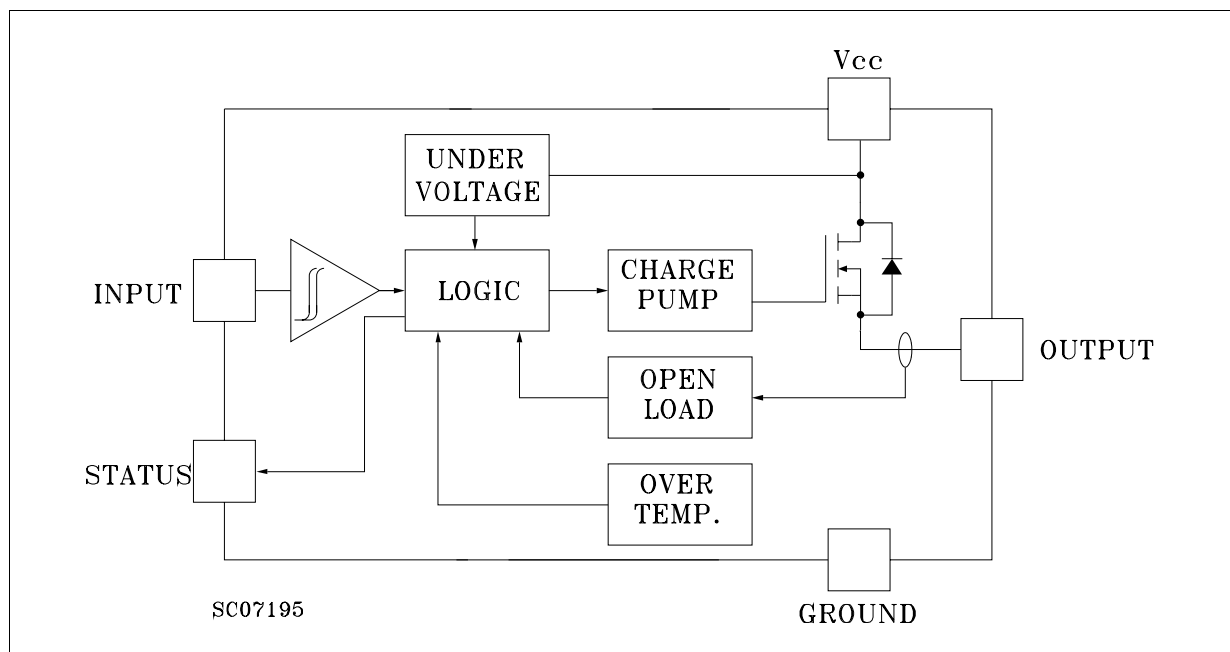 Vcc
UNDER
VOLTAGE
INPUT
LOGIC
CHARGE
PUMP
OUTPUT
OPEN
LOAD
STATUS
OVER
TEMP.
SC07195
GROUND